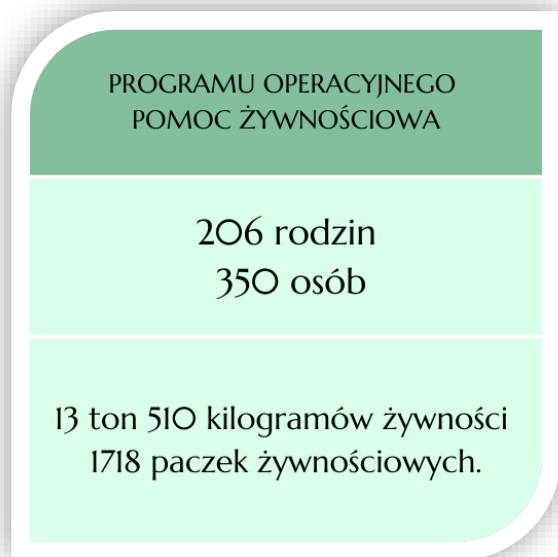 PROGRAMU OPERACYJNEGO
POMOC ŻYWNOŚCIOWA
206 rodzin
350 osób
13 ton 510 kilogramów żywności
1718 paczek żywnościowych.